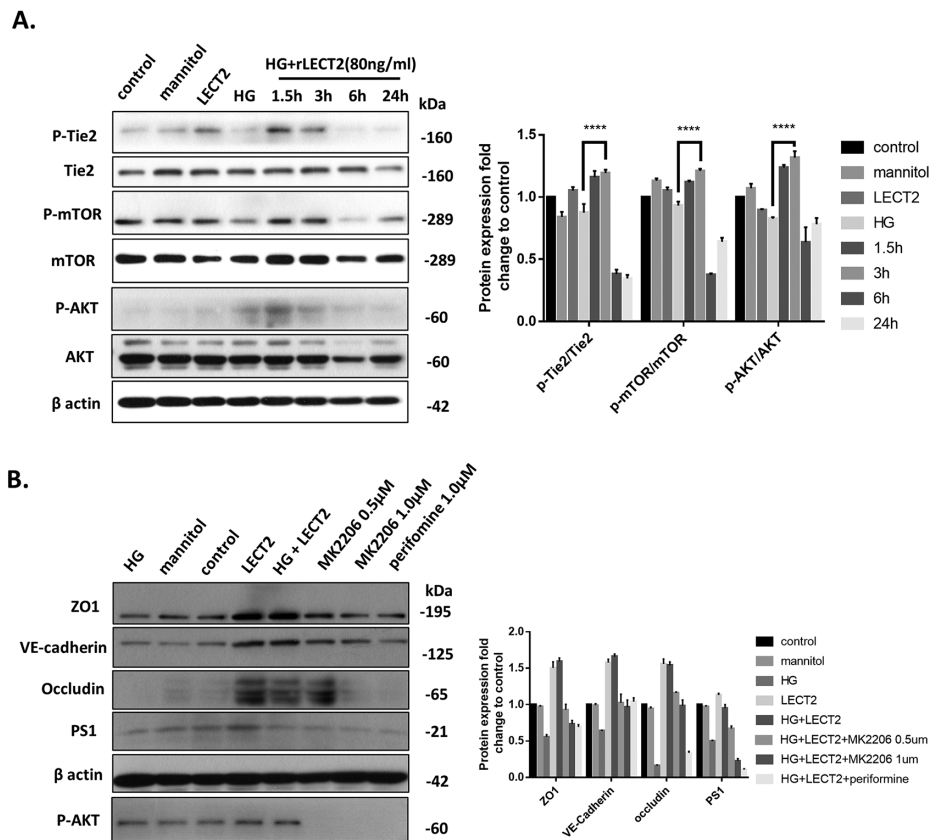 A.
control
mannitol
LECT2
HG
HG+rLECT2(80ng/ml)
1.5h
3h
6h
24h
kDa
P-Tie2
-160
Tie2
-160
P-mTOR
-289
mTOR
-289
P-AKT
-60
AKT
-60
β actin
-42
Protein expression fold
change to control
1.5
1.0
0.5
0.0
****
****
****
p-Tie2/Tie2
p-mTOR/mTOR
p-AKT/AKT
control
mannitol
LECT2
HG
1.5h
3h
6h
24h
B.
HG
mannitol
control
LECT2
HG + LECT2
MK2206 0.5μM
MK2206 1.0μM
perifomine 1.0μM
kDa
ZO1
-195
VE-cadherin
-125
Occludin
-65
PS1
-21
β actin
-42
P-AKT
-60
Protein expression fold
change to control
2.0
1.5
1.0
0.5
0.0
ZO1
VE-Cadherin
occludin
PS1
control
mannitol
HG
LECT2
HG+LECT2
HG+LECT2+MK2206 0.5um
HG+LECT2+MK2206 1um
HG+LECT2+periformine